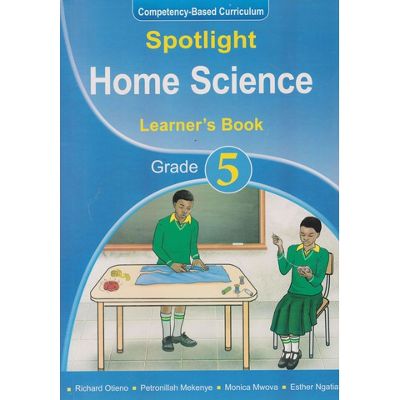 Competency-Based Curriculum
Spotlight
Home Science
Learner's Book
Grade 5
• Richard Otieno • Petronillah Mekenye • Monica Mwova • Esther Ngatia